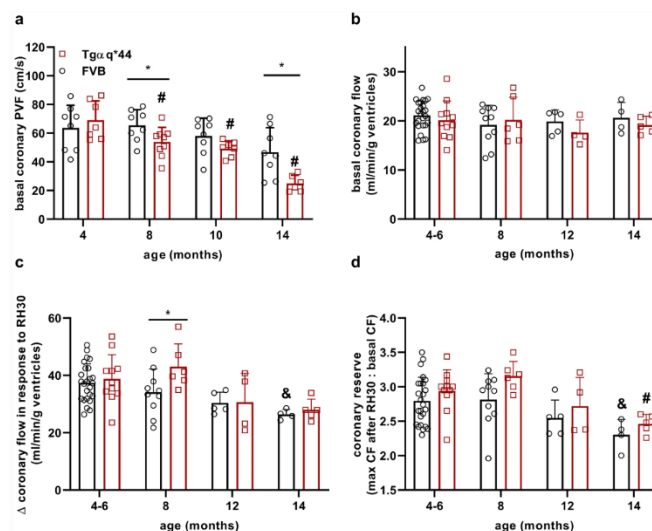 a
Tgα q*44
FVB
basal coronary PVF (cm/s)
120
100
80
60
40
20
0
*
#
#
*
#
4
8
10
14
age (months)
b
basal coronary flow
(ml/min/g ventricles)
30
20
10
0
4-6
8
12
14
age (months)
c
Δ coronary flow in response to RH30
(ml/min/g ventricles)
60
40
20
0
*
&
4-6
8
12
14
age (months)
d
coronary reserve
(max CF after RH30 : basal CF)
4.0
3.5
3.0
2.5
2.0
1.5
&
#
4-6
8
12
14
age (months)